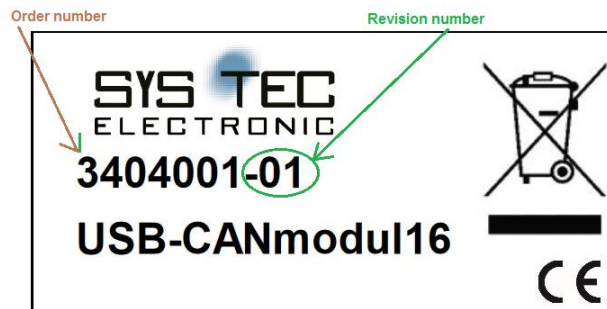 Order number
Revision number
SYS TEC
ELECTRONIC
3404001-01
USB-CANmodul16
CE